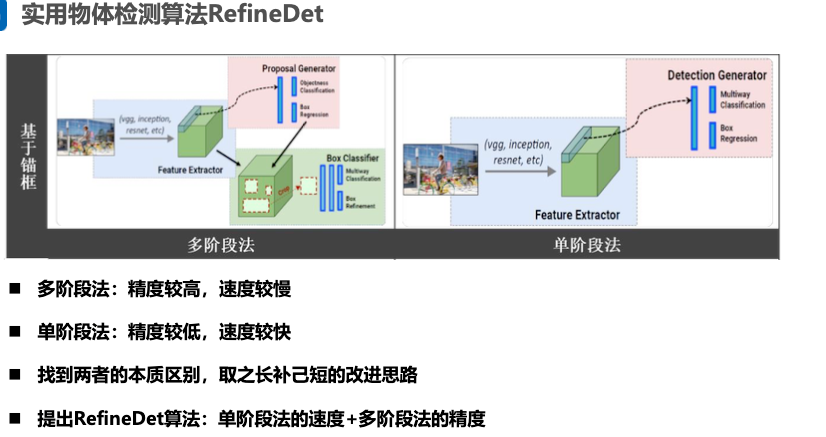 实用物体检测算法RefineDet
基于锚框
Proposal Generator
Objectness
Classification
Box
Regression
(vgg, inception,
resnet, etc)
Feature Extractor
Box Classifier
Crop
Multiway
Classification
Box
Refinement
多阶段法
Detection Generator
Multiway
Classification
Box
Regression
(vgg, inception,
resnet, etc)
Feature Extractor
单阶段法
■ 多阶段法：精度较高，速度较慢
■ 单阶段法：精度较低，速度较快
■ 找到两者的本质区别，取之长补己短的改进思路
■ 提出RefineDet算法：单阶段法的速度+多阶段法的精度